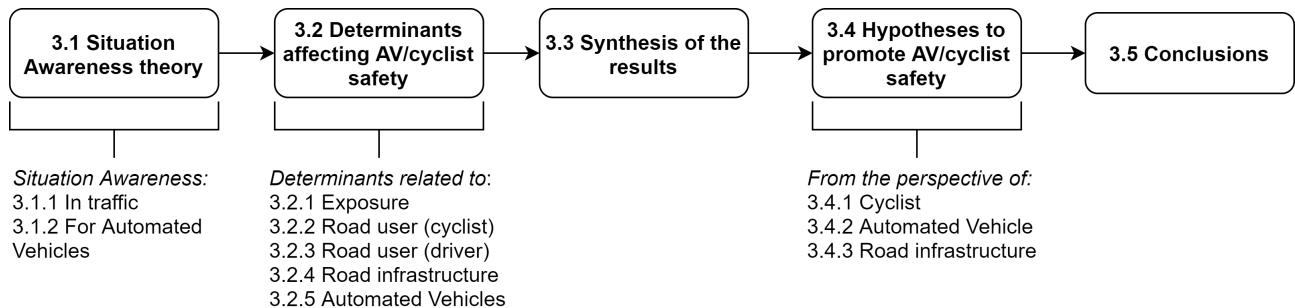 3.1 Situation
Awareness theory
3.2 Determinants
affecting AV/cyclist
safety
3.3 Synthesis of the
results
3.4 Hypotheses to
promote AV/cyclist
safety
3.5 Conclusions
Situation Awareness:
3.1.1 In traffic
3.1.2 For Automated
Vehicles
Determinants related to:
3.2.1 Exposure
3.2.2 Road user (cyclist)
3.2.3 Road user (driver)
3.2.4 Road infrastructure
3.2.5 Automated Vehicles
From the perspective of:
3.4.1 Cyclist
3.4.2 Automated Vehicle
3.4.3 Road infrastructure